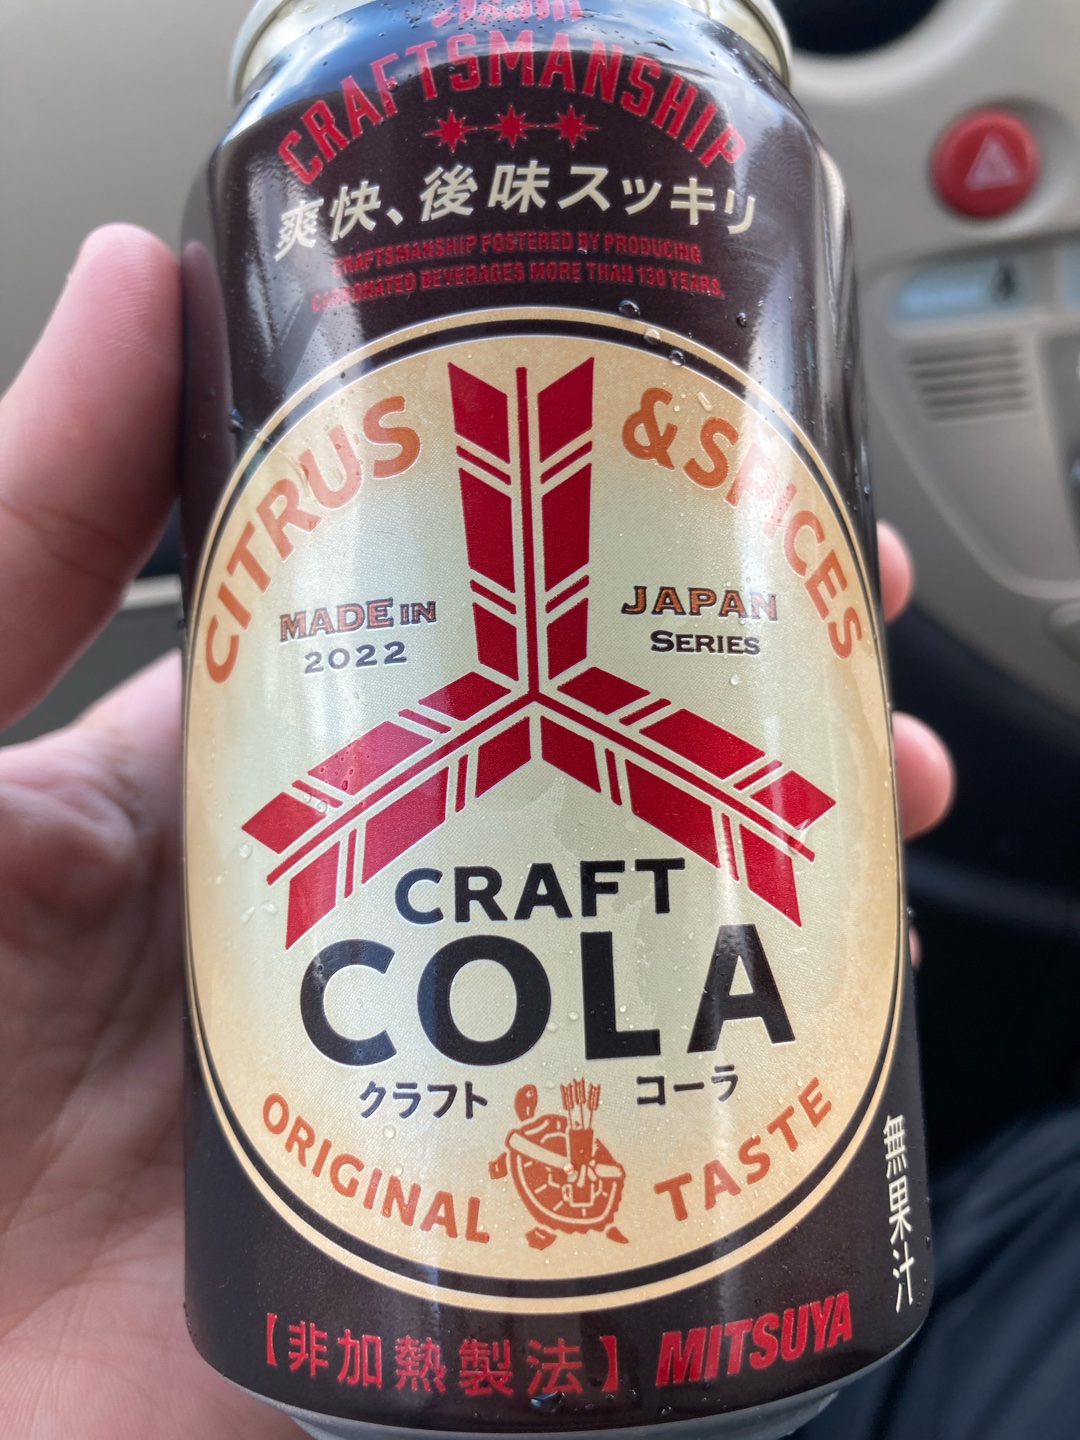 Asahi
CRAFTSMANSHIP
爽快、後味スッキリ
CRAFTSMANSHIP FOSTERED BY PRODUCING
CARBONATED BEVERAGES MORE THAN 130 YEARS.
CITRUS & SPICES
MADE IN
2022
JAPAN
SERIES
CRAFT
COLA
クラフト コーラ
ORIGINAL TASTE
無果汁
【非加熱製法】 MITSUYA